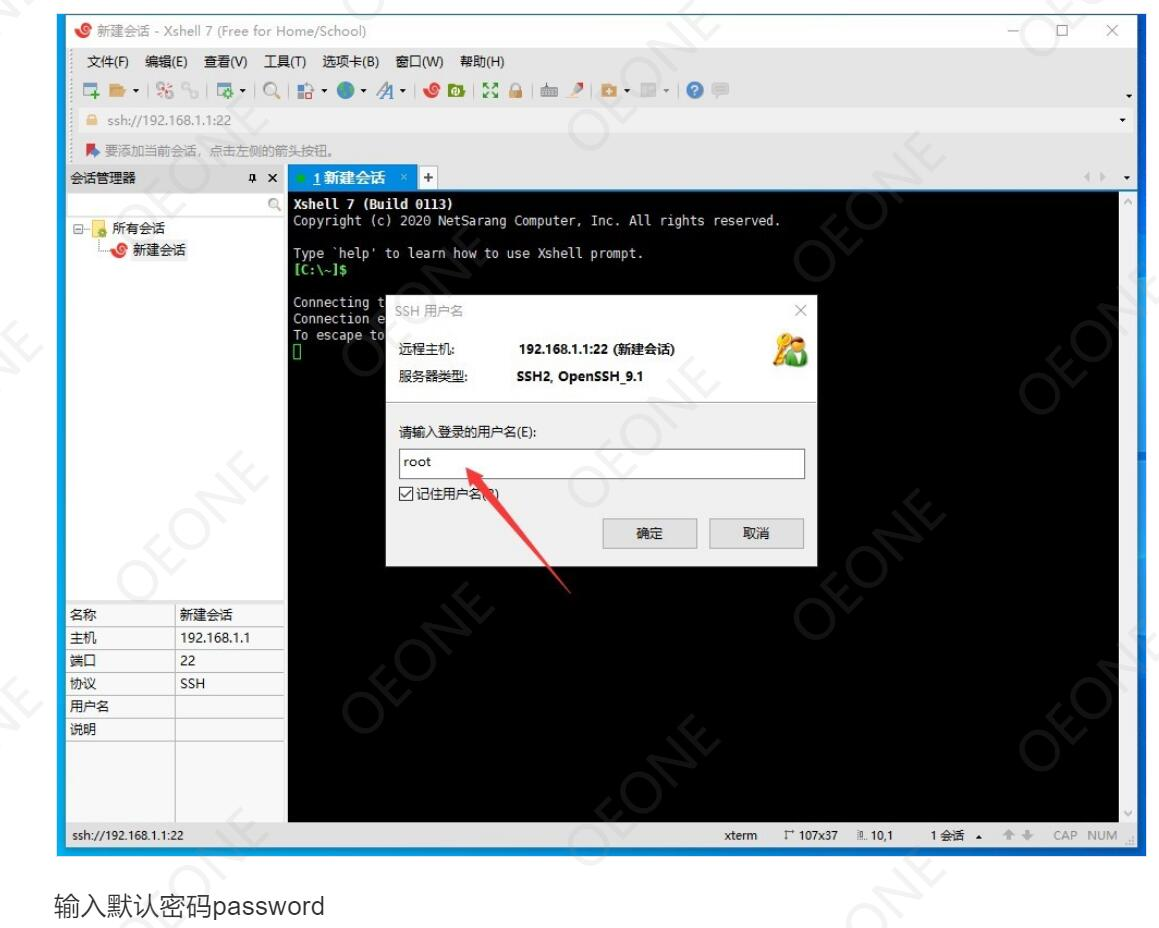 新建会话 - Xshell 7 (Free for Home/School)
文件(F) 编辑(E) 查看(V) 工具(T) 选项卡(B) 窗口(W) 帮助(H)
ssh://192.168.1.1:22
要添加当前会话，点击左侧的箭头按钮。
会话管理器
1 新建会话
所有会话
新建会话
Xshell 7 (Build 0113)
Copyright (c) 2020 NetSarang Computer, Inc. All rights reserved.
Type `help' to learn how to use Xshell prompt.
[C:\~]$
Connecting t
Connection e
To escape to
SSH 用户名
远程主机: 192.168.1.1:22 (新建会话)
服务器类型: SSH2, OpenSSH_9.1
请输入登录的用户名(E):
root
记住用户名(R)
确定 取消
名称 新建会话
主机 192.168.1.1
端口 22
协议 SSH
用户名
说明
ssh://192.168.1.1:22 xterm 107x37 10,1 1 会话 CAP NUM
输入默认密码password
OEONE